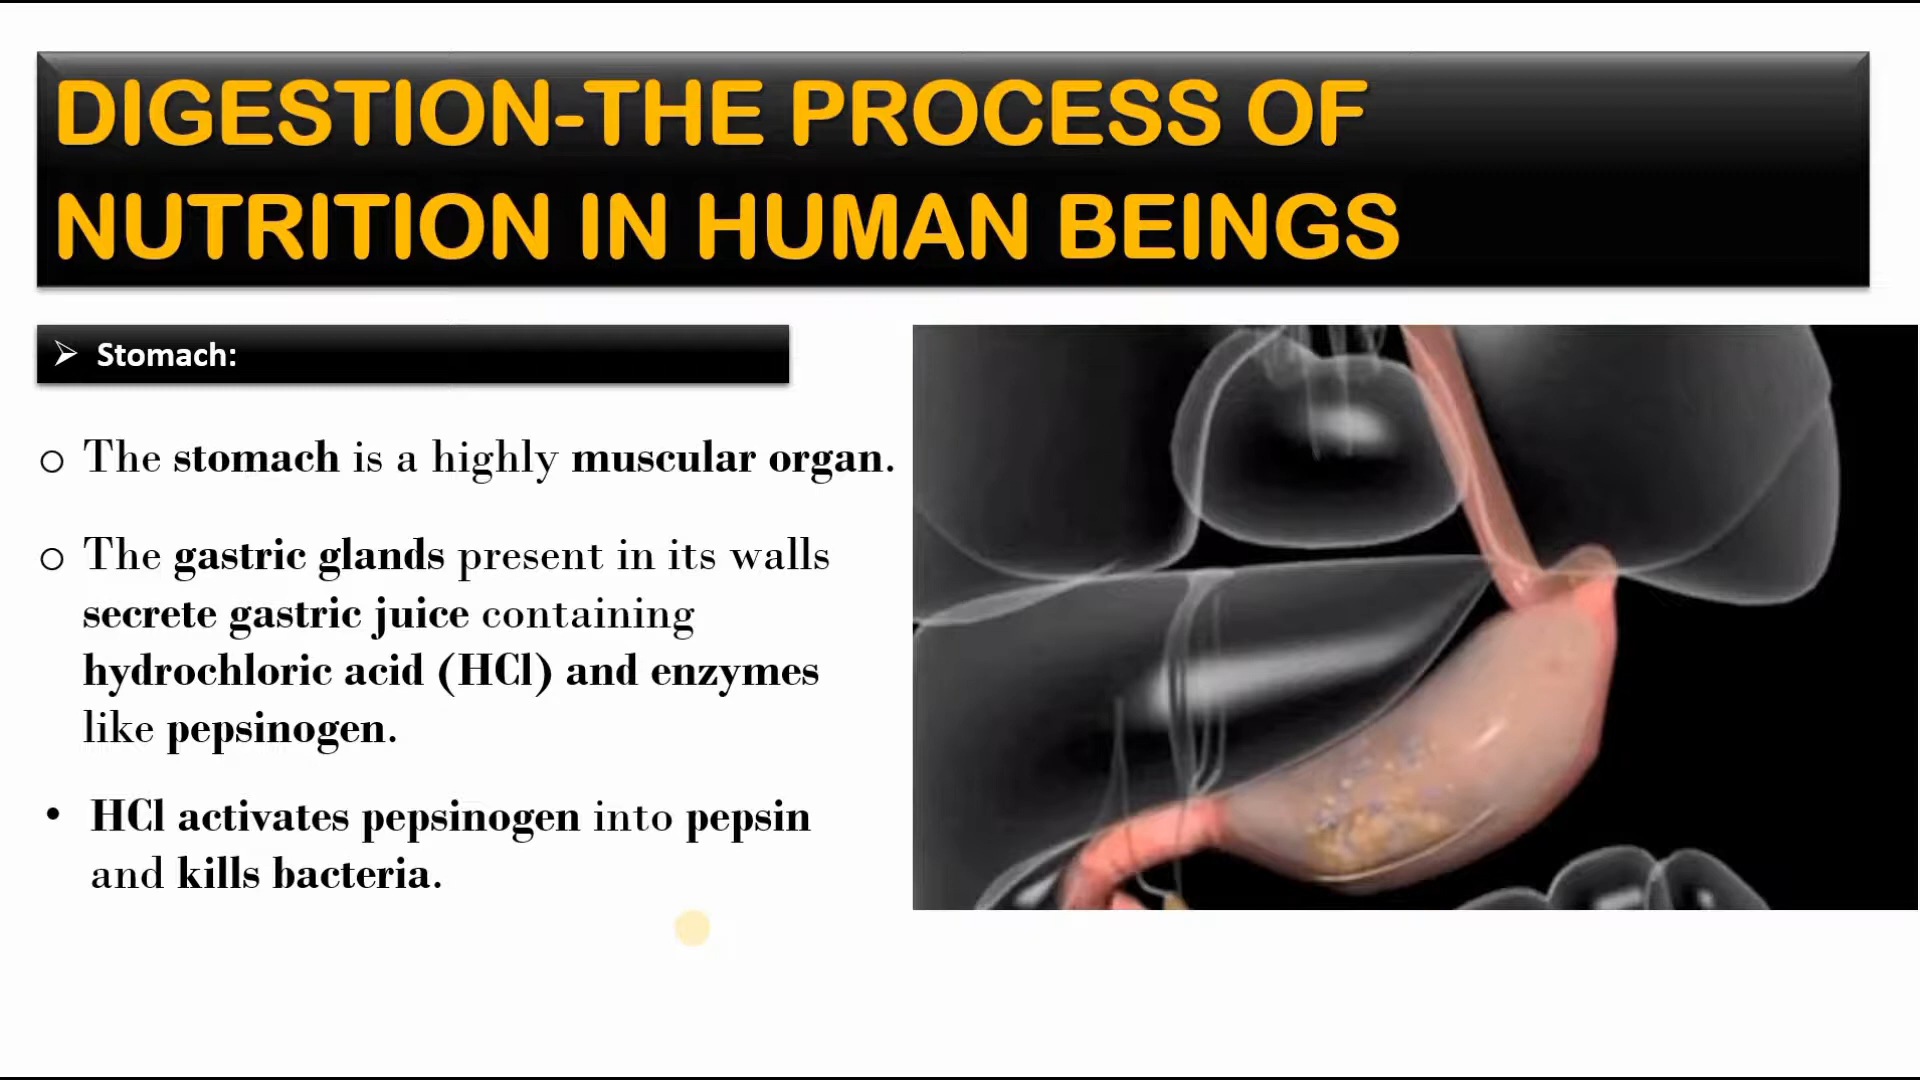 DIGESTION-THE PROCESS OF
NUTRITION IN HUMAN BEINGS
➢ Stomach:
o The stomach is a highly muscular organ.
o The gastric glands present in its walls
secrete gastric juice containing
hydrochloric acid (HCl) and enzymes
like pepsinogen.
• HCl activates pepsinogen into pepsin
and kills bacteria.